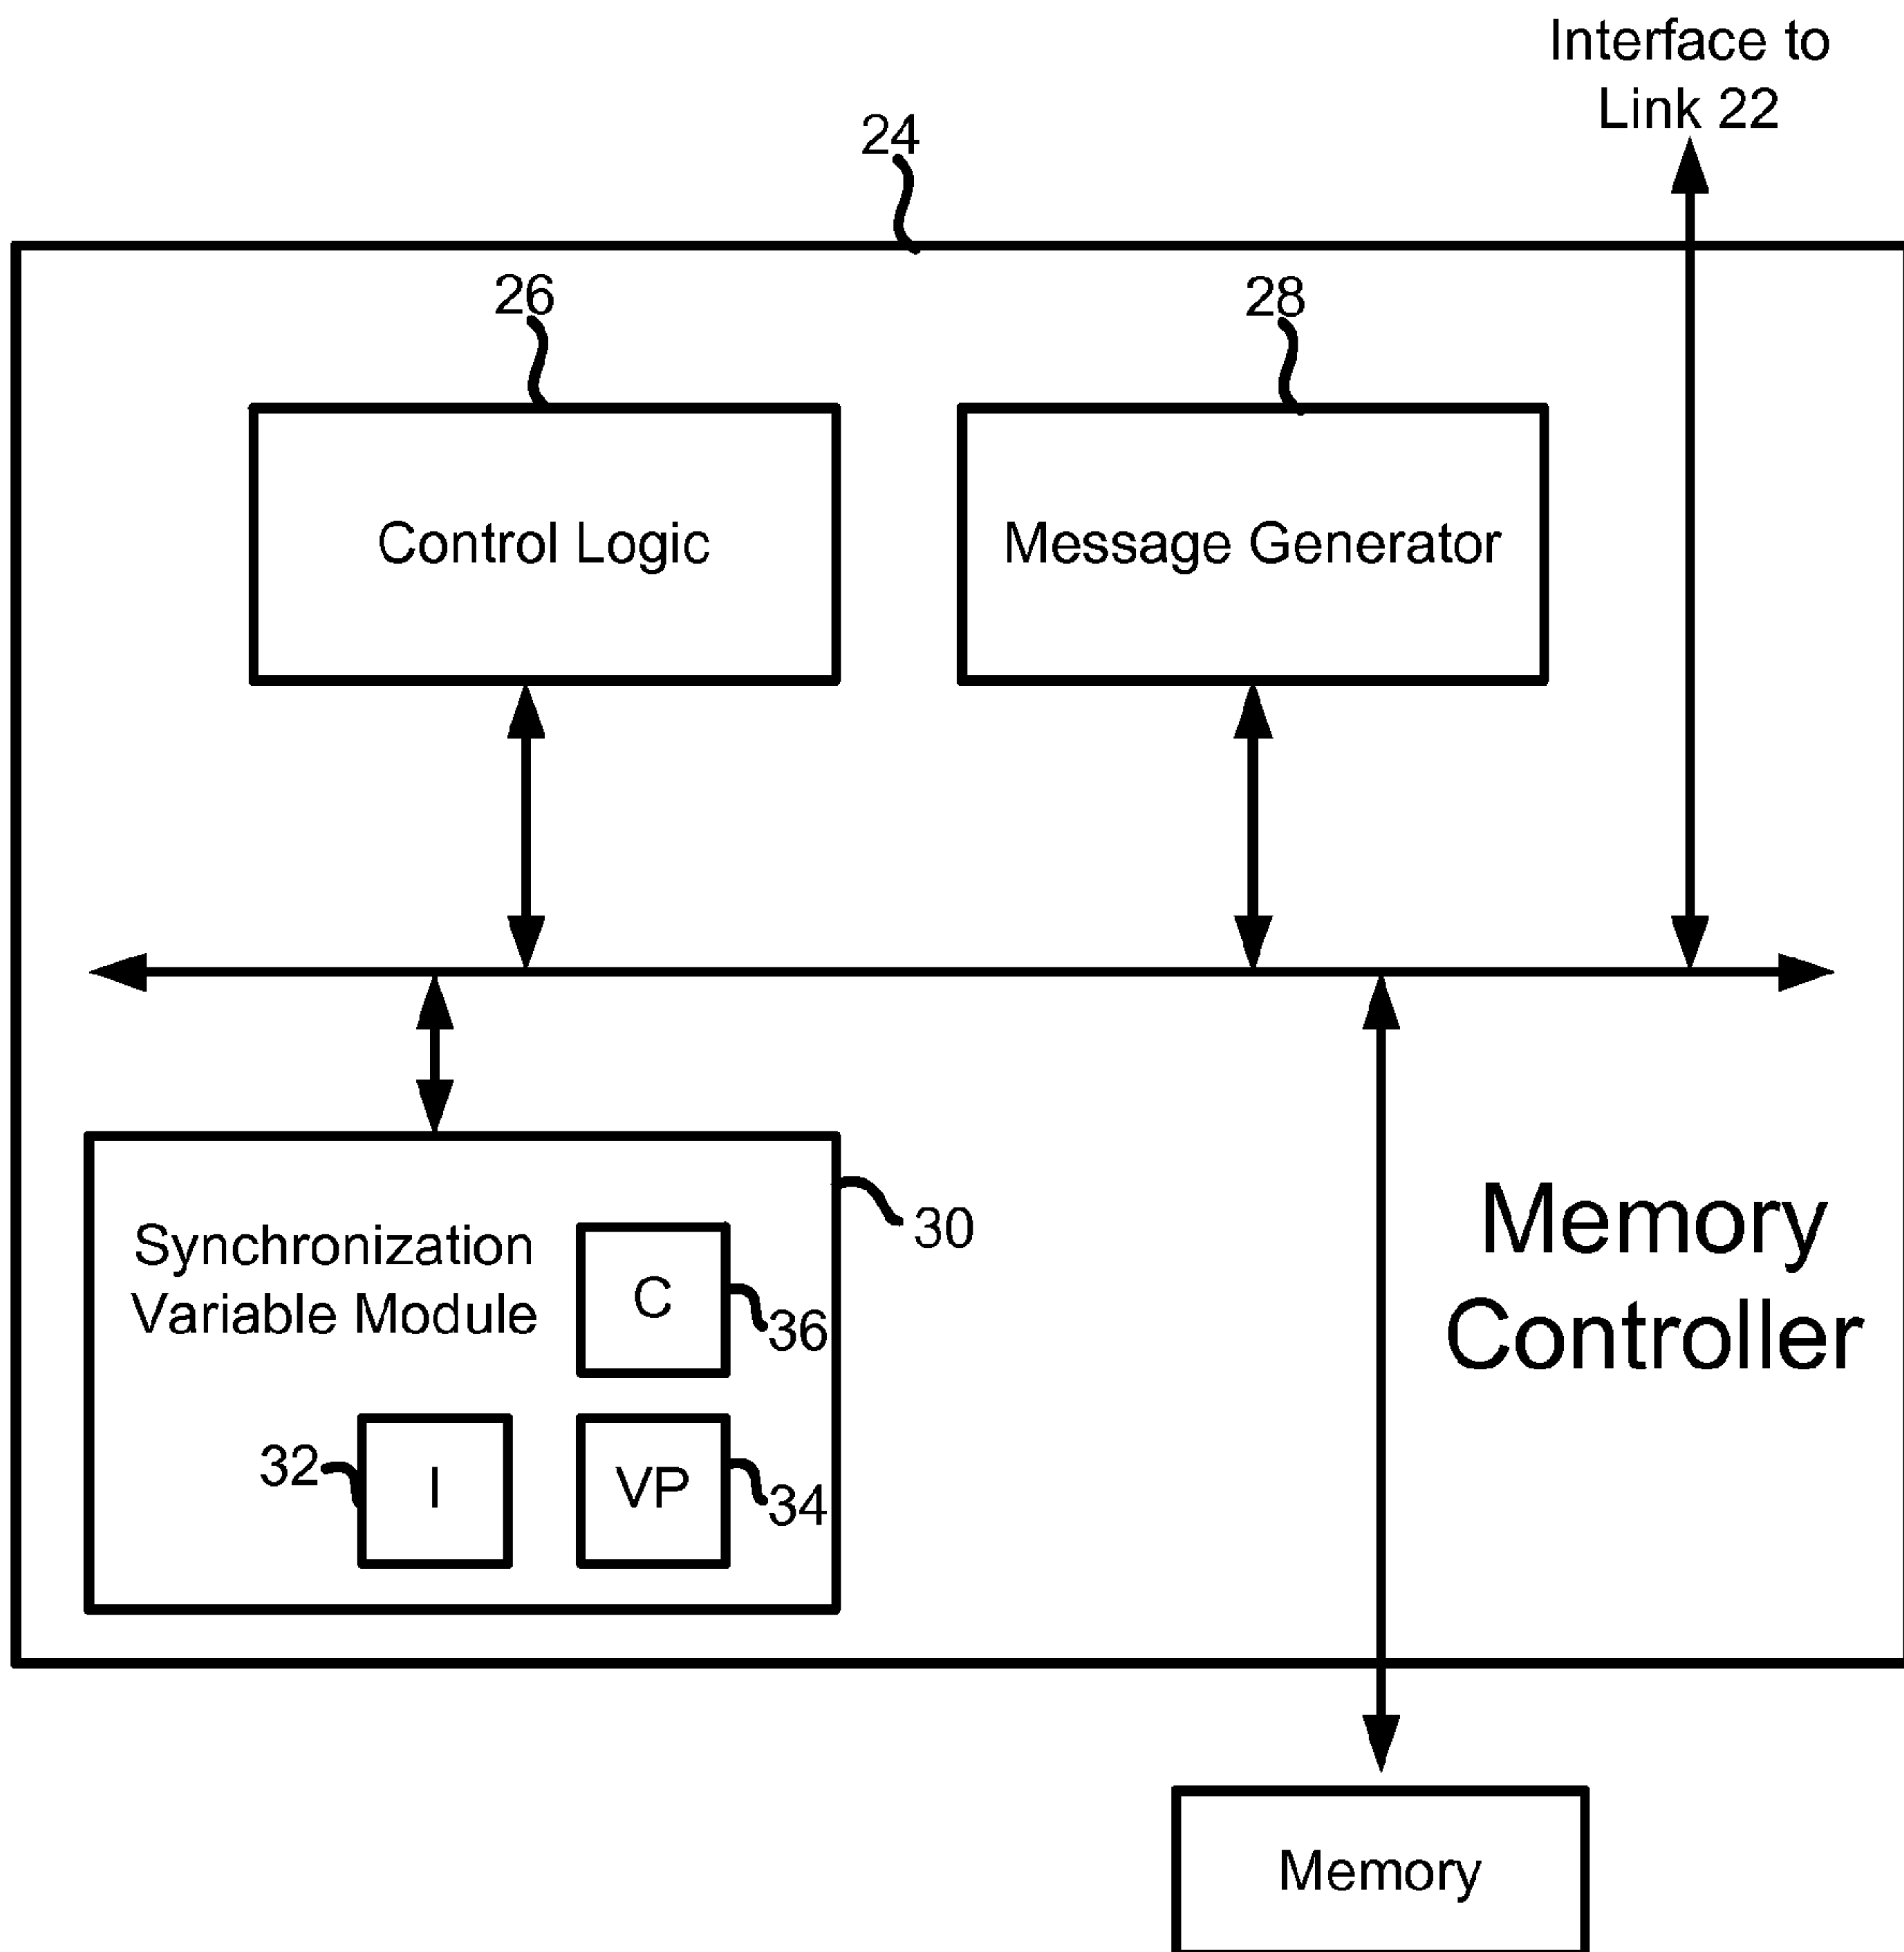 Interface to
Link 22
24
26
28
Control Logic
Message Generator
Synchronization
Variable Module
C
36
30
32
I
VP
34
Memory
Controller
Memory